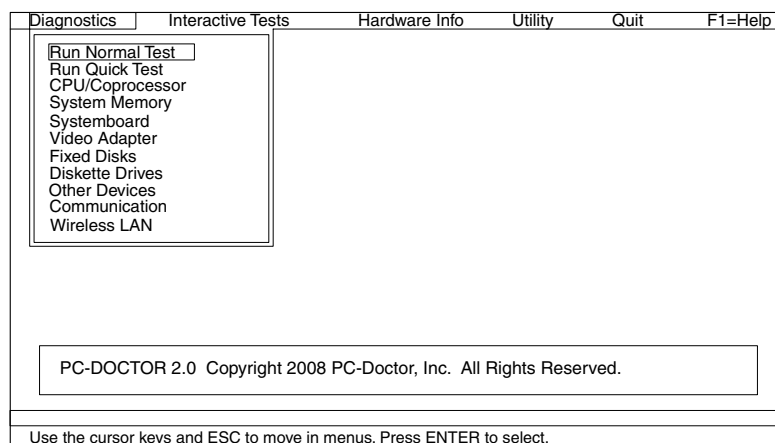 Diagnostics Interactive Tests Hardware Info Utility Quit F1=Help
Run Normal Test
Run Quick Test
CPU/Coprocessor
System Memory
Systemboard
Video Adapter
Fixed Disks
Diskette Drives
Other Devices
Communication
Wireless LAN
PC-DOCTOR 2.0 Copyright 2008 PC-Doctor, Inc. All Rights Reserved.
Use the cursor keys and ESC to move in menus. Press ENTER to select.